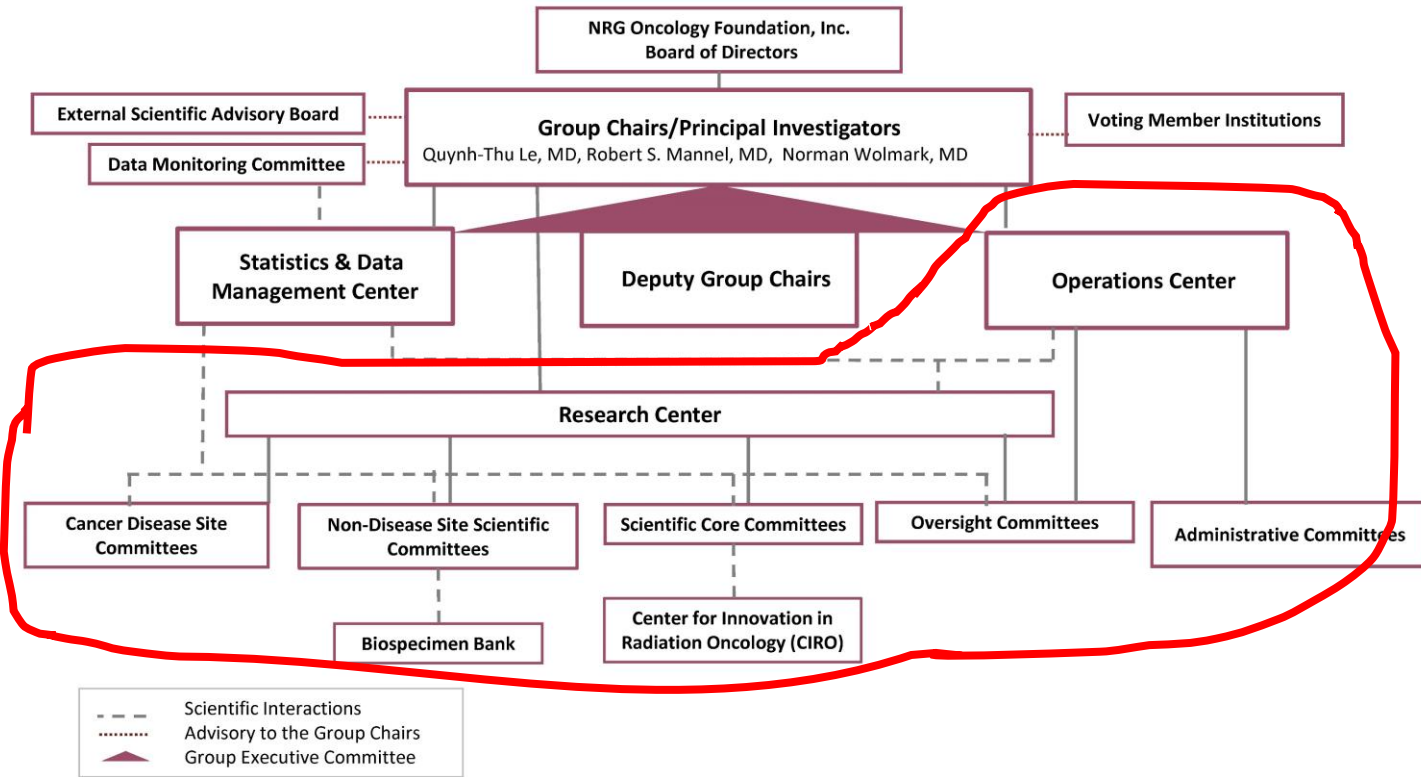 NRG Oncology Foundation, Inc.
Board of Directors
External Scientific Advisory Board
Group Chairs/Principal Investigators
Quynh-Thu Le, MD, Robert S. Mannel, MD, Norman Wolmark, MD
Voting Member Institutions
Data Monitoring Committee
Statistics & Data
Management Center
Deputy Group Chairs
Operations Center
Research Center
Cancer Disease Site
Committees
Non-Disease Site Scientific
Committees
Scientific Core Committees
Oversight Committees
Administrative Committees
Biospecimen Bank
Center for Innovation in
Radiation Oncology (CIRO)
Scientific Interactions
Advisory to the Group Chairs
Group Executive Committee